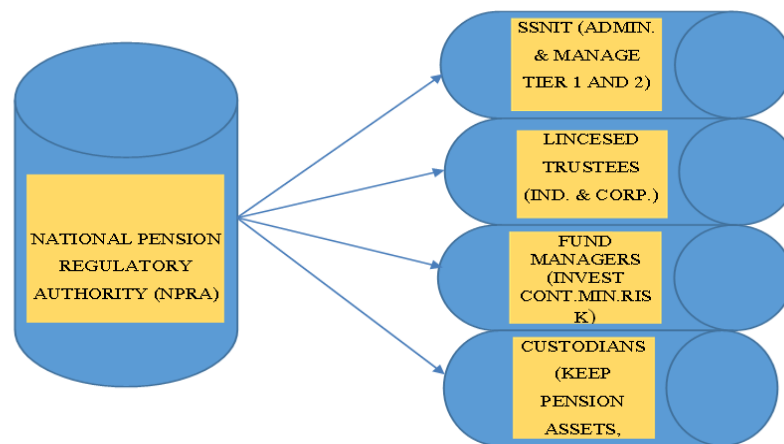 NATIONAL PENSION
REGULATORY
AUTHORITY (NPRA)
SSNIT (ADMIN.
& MANAGE
TIER 1 AND 2)
LINCESED
TRUSTEES
(IND. & CORP.)
FUND
MANAGERS
(INVEST
CONT.MIN.RIS
K)
CUSTODIANS
(KEEP
PENSION
ASSETS,